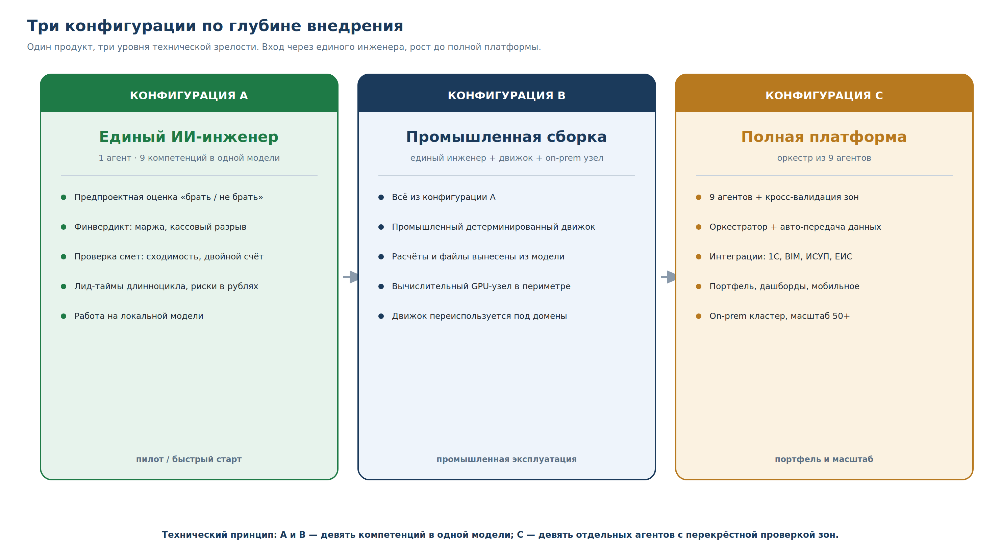 Три конфигурации по глубине внедрения
Один продукт, три уровня технической зрелости. Вход через единого инженера, рост до полной платформы.
КОНФИГУРАЦИЯ A
Единый ИИ-инженер
1 агент · 9 компетенций в одной модели
Предпроектная оценка «брать / не брать»
Финвердикт: маржа, кассовый разрыв
Проверка смет: сходимость, двойной счёт
Лид-таймы длинноцикла, риски в рублях
Работа на локальной модели
пилот / быстрый старт
КОНФИГУРАЦИЯ B
Промышленная сборка
единый инженер + движок + on-prem узел
Всё из конфигурации A
Промышленный детерминированный движок
Расчёты и файлы вынесены из модели
Вычислительный GPU-узел в периметре
Движок переиспользуется под домены
промышленная эксплуатация
КОНФИГУРАЦИЯ C
Полная платформа
оркестр из 9 агентов
9 агентов + кросс-валидация зон
Оркестратор + авто-передача данных
Интеграции: 1С, BIM, ИСУП, ЕИС
Портфель, дашборды, мобильное
On-prem кластер, масштаб 50+
портфель и масштаб
Технический принцип: A и B — девять компетенций в одной модели; C — девять отдельных агентов с перекрёстной проверкой зон.